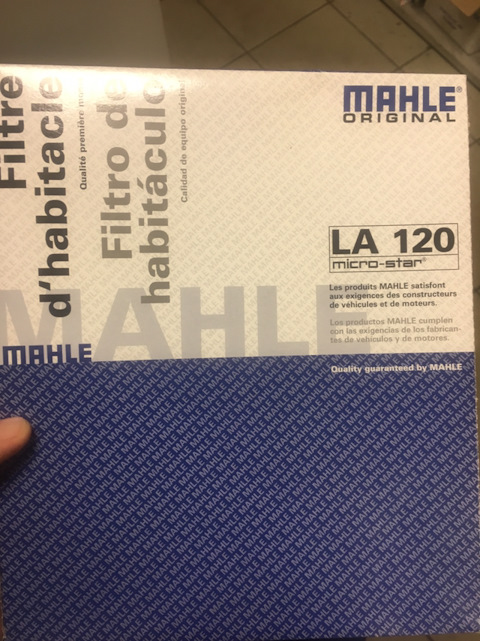 Filtre
d'habitacle
Qualité première
Filtro de
habitáculo
Calidad de equipo original
MAHLE®
ORIGINAL
LA 120
micro-star®
Les produits MAHLE satisfont
aux exigences des constructeurs
de véhicules et de moteurs.
Los productos MAHLE cumplen
con las exigencias de los fabrican-
tes de vehículos y de motores.
MAHLE
MAHLE
Quality guaranteed by MAHLE